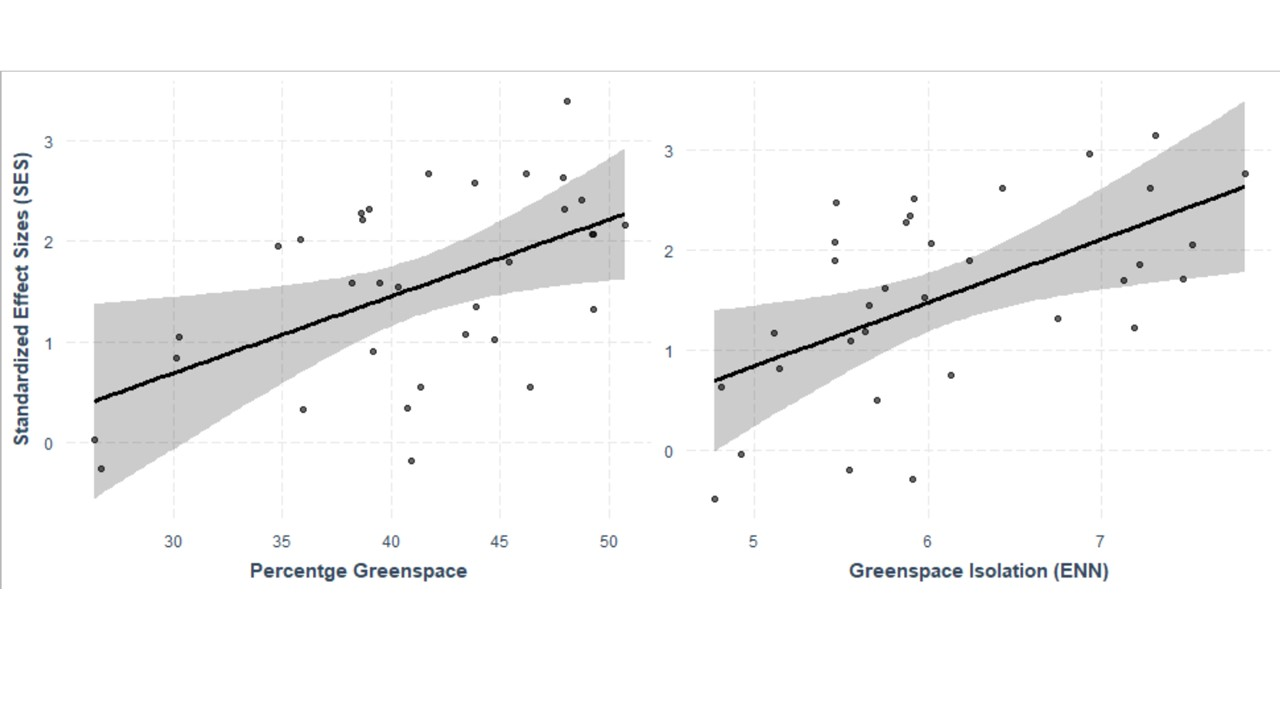 Standardized Effect Sizes (SES)
3
2
1
0
30 35 40 45 50
Percentge Greenspace
3
2
1
0
5 6 7
Greenspace Isolation (ENN)